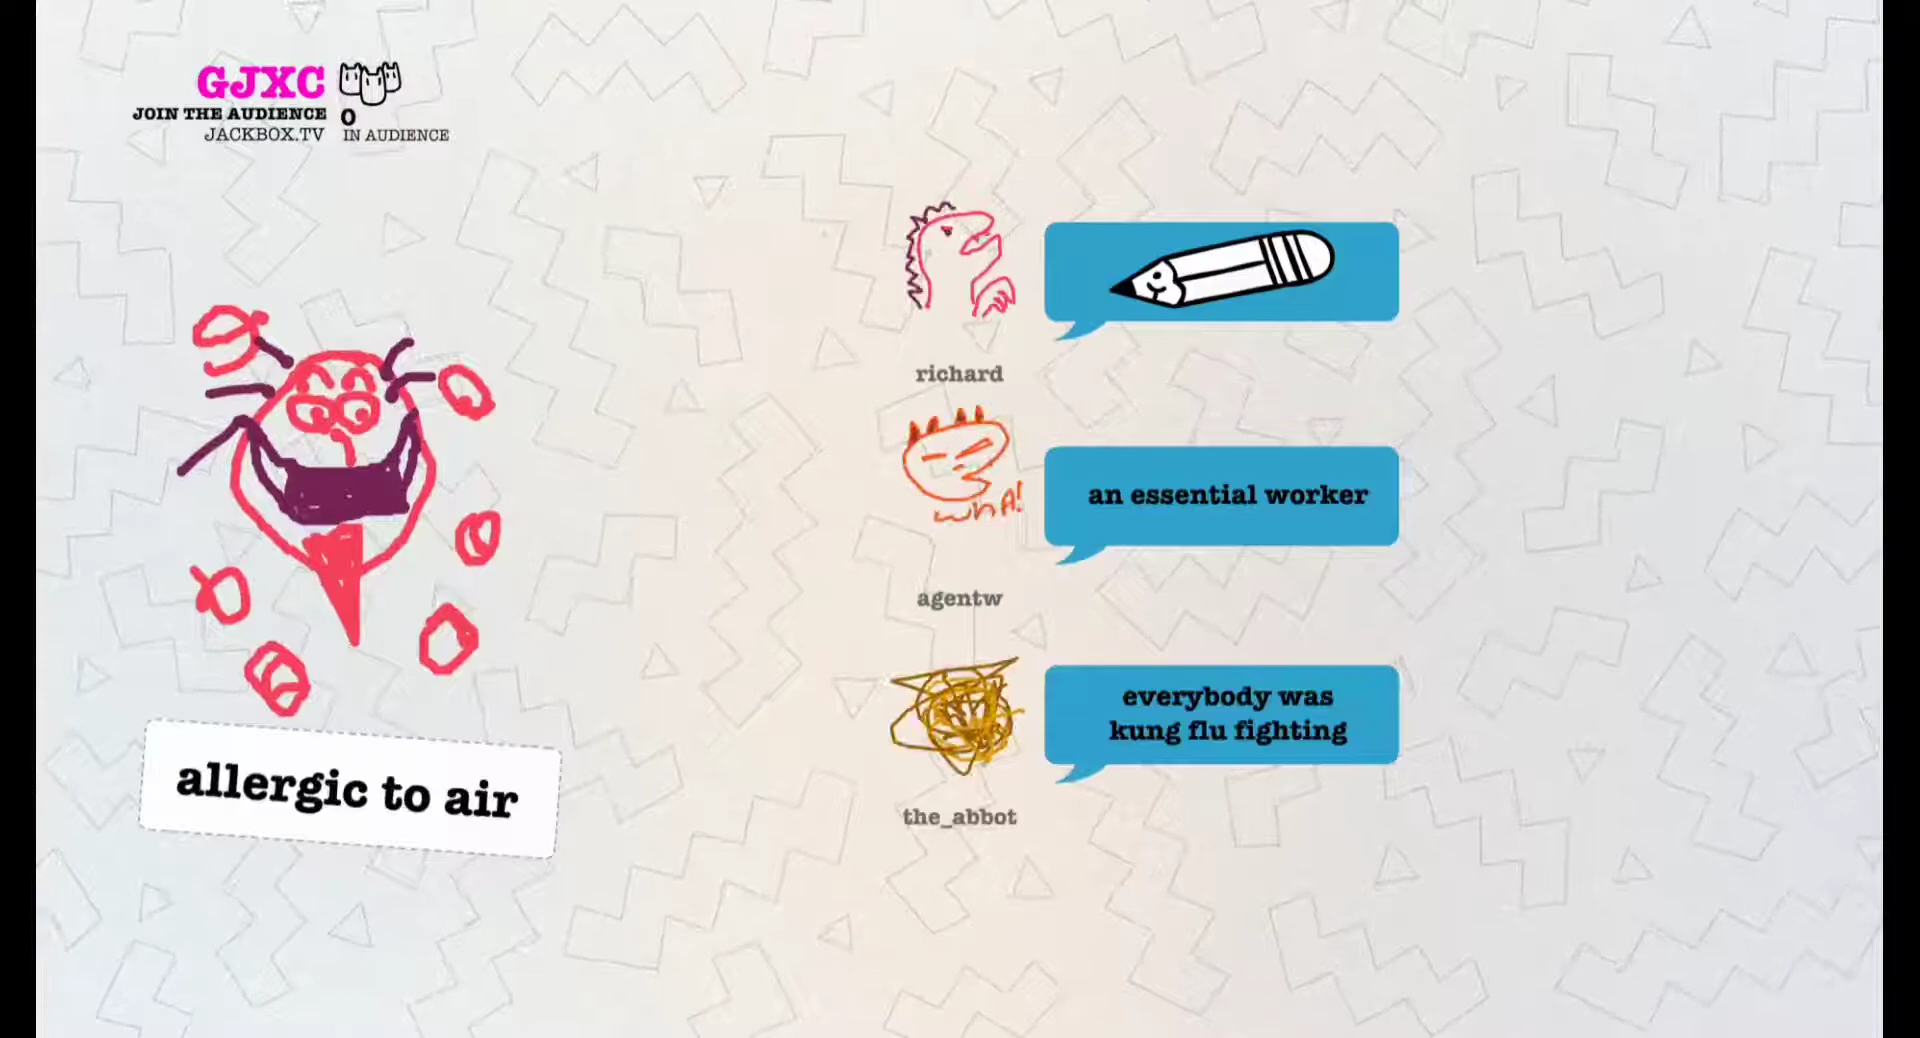 GJXC
JOIN THE AUDIENCE
JACKBOX.TV
0
IN AUDIENCE
richard
an essential worker
WHA!
agentw
everybody was
kung flu fighting
the_abbot
allergic to air